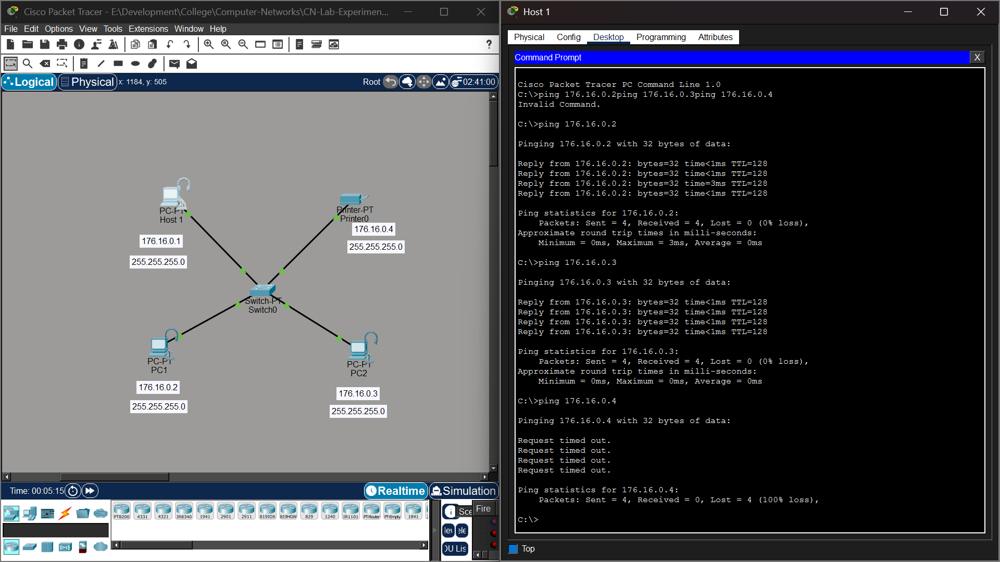 Cisco Packet Tracer - E:\Development\College\Computer-Networks\CN-Lab-Experimen...
File Edit Options View Tools Extensions Window Help
?
Logical Physical x: 1184, y: 505 Root 02:41:00
PC-PT
Host 1
176.16.0.1
255.255.255.0
Printer-PT
Printer0
176.16.0.4
255.255.255.0
Switch-PT
Switch0
PC-PT
PC1
176.16.0.2
255.255.255.0
PC-PT
PC2
176.16.0.3
255.255.255.0
Time: 00:05:15 Realtime Simulation
PT8200 4331 4321 IR8340 1941 2901 2911 819IOX 819HGW 829 1240 IR1101 PT-Router PT-Empty 1841
i Sce Fire
ele
DU Lis
Host 1
Physical Config Desktop Programming Attributes
Command Prompt X
Cisco Packet Tracer PC Command Line 1.0
C:\>ping 176.16.0.2ping 176.16.0.3ping 176.16.0.4
Invalid Command.
C:\>ping 176.16.0.2
Pinging 176.16.0.2 with 32 bytes of data:
Reply from 176.16.0.2: bytes=32 time<1ms TTL=128
Reply from 176.16.0.2: bytes=32 time<1ms TTL=128
Reply from 176.16.0.2: bytes=32 time=3ms TTL=128
Reply from 176.16.0.2: bytes=32 time<1ms TTL=128
Ping statistics for 176.16.0.2:
Packets: Sent = 4, Received = 4, Lost = 0 (0% loss),
Approximate round trip times in milli-seconds:
Minimum = 0ms, Maximum = 3ms, Average = 0ms
C:\>ping 176.16.0.3
Pinging 176.16.0.3 with 32 bytes of data:
Reply from 176.16.0.3: bytes=32 time<1ms TTL=128
Reply from 176.16.0.3: bytes=32 time<1ms TTL=128
Reply from 176.16.0.3: bytes=32 time<1ms TTL=128
Reply from 176.16.0.3: bytes=32 time<1ms TTL=128
Ping statistics for 176.16.0.3:
Packets: Sent = 4, Received = 4, Lost = 0 (0% loss),
Approximate round trip times in milli-seconds:
Minimum = 0ms, Maximum = 0ms, Average = 0ms
C:\>ping 176.16.0.4
Pinging 176.16.0.4 with 32 bytes of data:
Request timed out.
Request timed out.
Request timed out.
Request timed out.
Ping statistics for 176.16.0.4:
Packets: Sent = 4, Received = 0, Lost = 4 (100% loss),
C:\>
Top